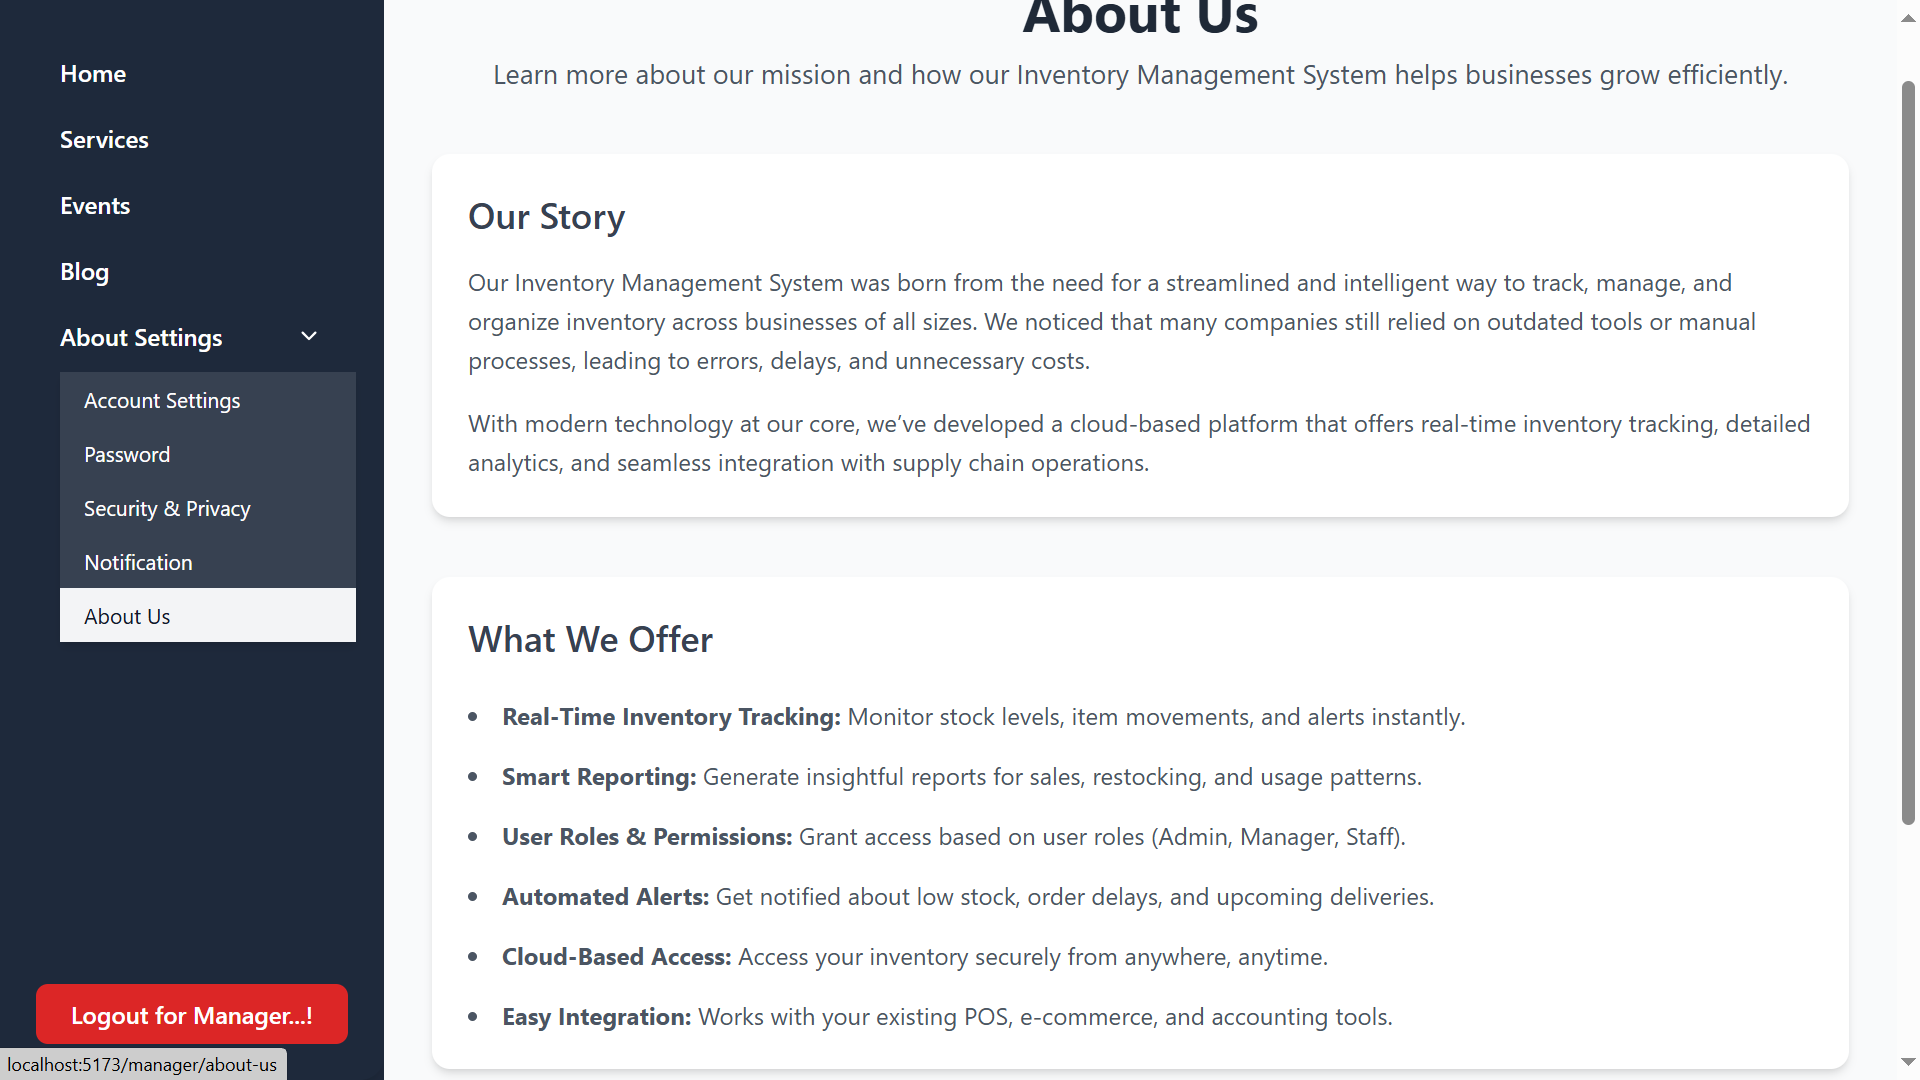 Home
Services
Events
Blog
About Settings
Account Settings
Password
Security & Privacy
Notification
About Us
Logout for Manager...!
localhost:5173/manager/about-us
About Us
Learn more about our mission and how our Inventory Management System helps businesses grow efficiently.
Our Story
Our Inventory Management System was born from the need for a streamlined and intelligent way to track, manage, and
organize inventory across businesses of all sizes. We noticed that many companies still relied on outdated tools or manual
processes, leading to errors, delays, and unnecessary costs.
With modern technology at our core, we’ve developed a cloud-based platform that offers real-time inventory tracking, detailed
analytics, and seamless integration with supply chain operations.
What We Offer
• Real-Time Inventory Tracking: Monitor stock levels, item movements, and alerts instantly.
• Smart Reporting: Generate insightful reports for sales, restocking, and usage patterns.
• User Roles & Permissions: Grant access based on user roles (Admin, Manager, Staff).
• Automated Alerts: Get notified about low stock, order delays, and upcoming deliveries.
• Cloud-Based Access: Access your inventory securely from anywhere, anytime.
• Easy Integration: Works with your existing POS, e-commerce, and accounting tools.